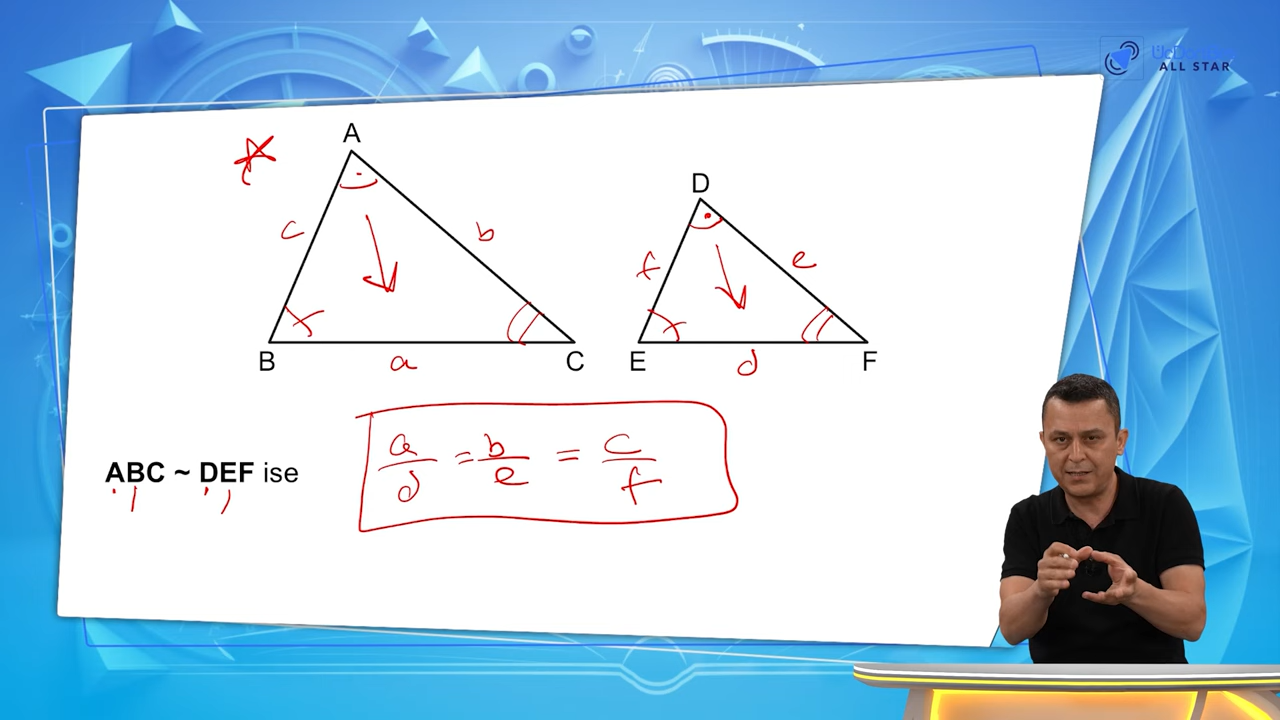 ALL STAR
A
D
c
b
f
e
B
a
C
E
d
F
a/d = b/e = c/f
ABC ~ DEF ise